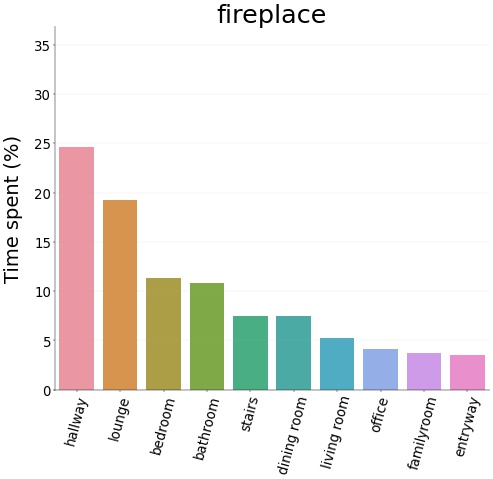 fireplace
Time spent (%)
35
30
25
20
15
10
5
0
hallway
lounge
bedroom
bathroom
stairs
dining room
living room
office
familyroom
entryway